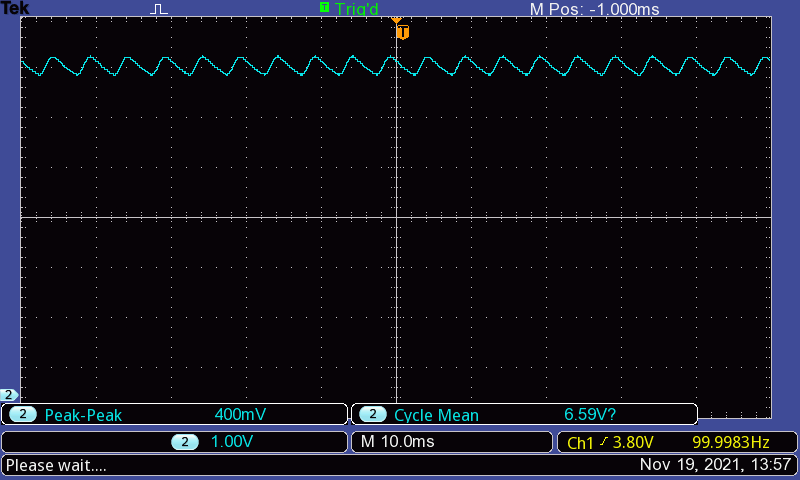 Tek T Trig'd M Pos: -1.000ms
T
2
2 Peak-Peak 400mV 2 Cycle Mean 6.59V?
2 1.00V M 10.0ms Ch1 3.80V 99.9983Hz
Please wait.... Nov 19, 2021, 13:57